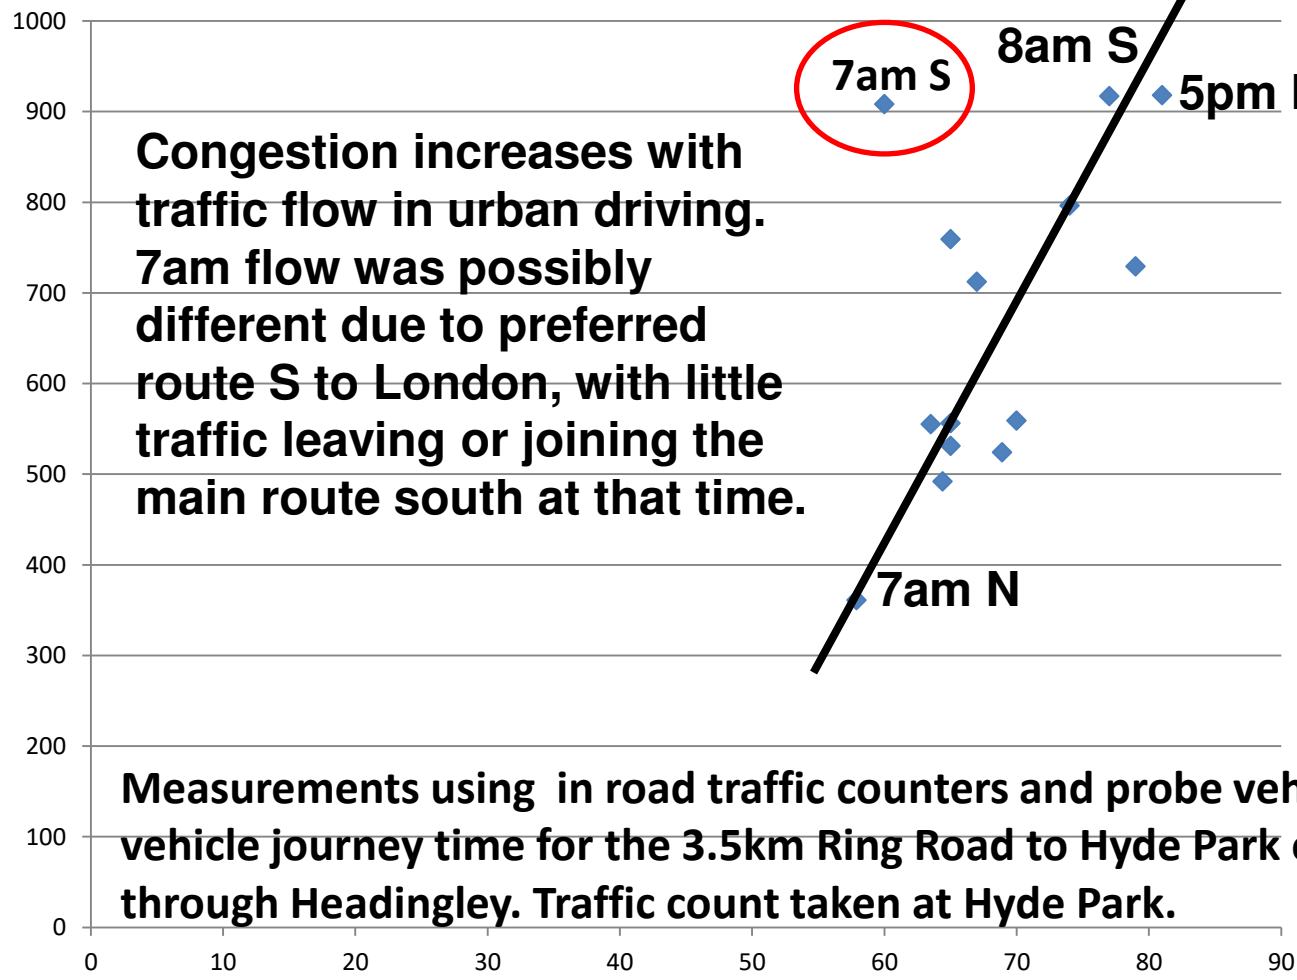 1000
900
800
700
600
500
400
300
200
100
0
7am S
8am S
5pm
Congestion increases with
traffic flow in urban driving.
7am flow was possibly
different due to preferred
route S to London, with little
traffic leaving or joining the
main route south at that time.
7am N
Measurements using in road traffic counters and probe
vehicle journey time for the 3.5km Ring Road to Hyde Park
through Headingley. Traffic count taken at Hyde Park.
0 10 20 30 40 50 60 70 80 90